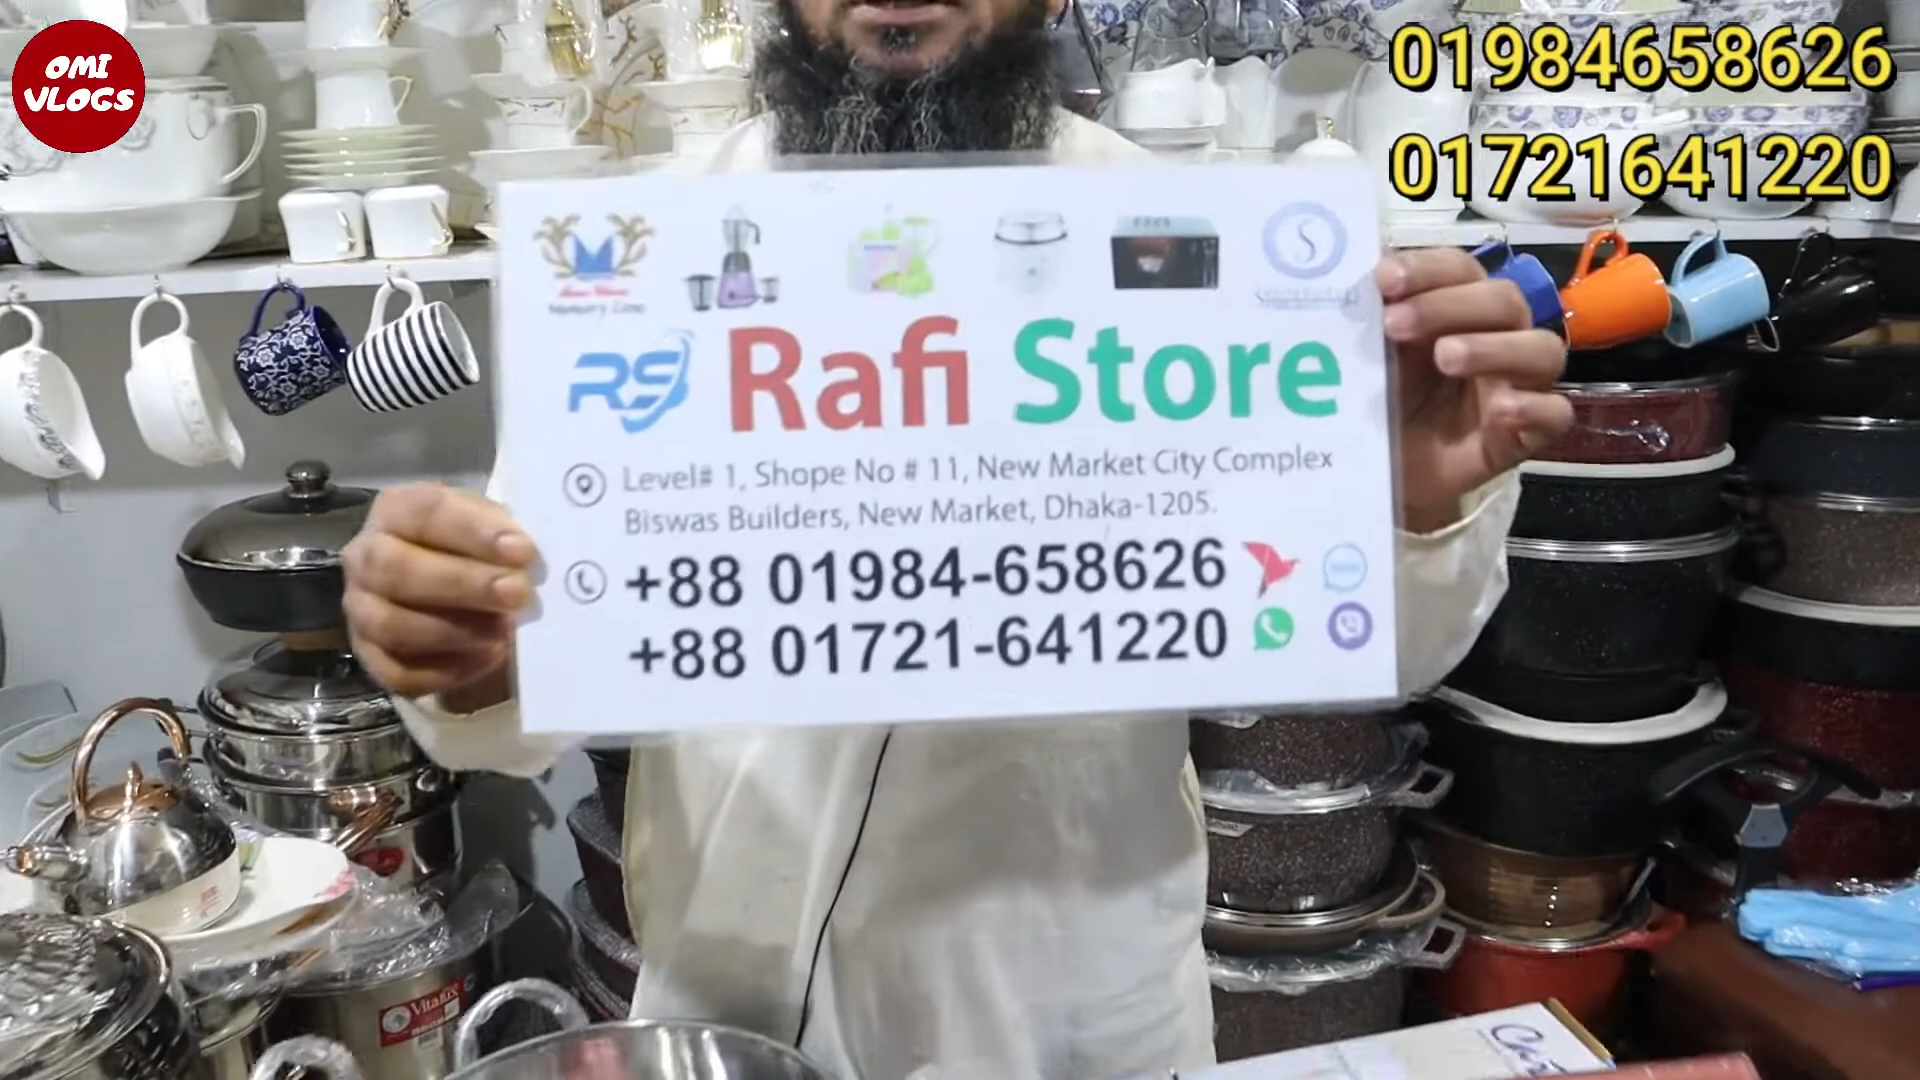 OMI
VLOGS
01984658626
01721641220
Rafi Store
Level# 1, Shope No # 11, New Market City Complex
Biswas Builders, New Market, Dhaka-1205.
+88 01984-658626
+88 01721-641220
Vitalux